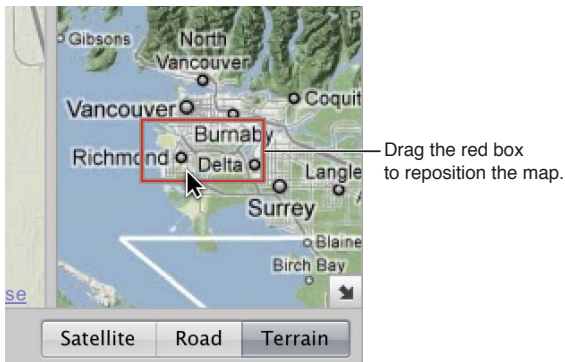 Gibsons
North
Vancouver
Vancouver
Coquit
Burnaby
Richmond
Delta
Langle
Surrey
Blaine
Birch Bay
se
Satellite Road Terrain
Drag the red box
to reposition the map.